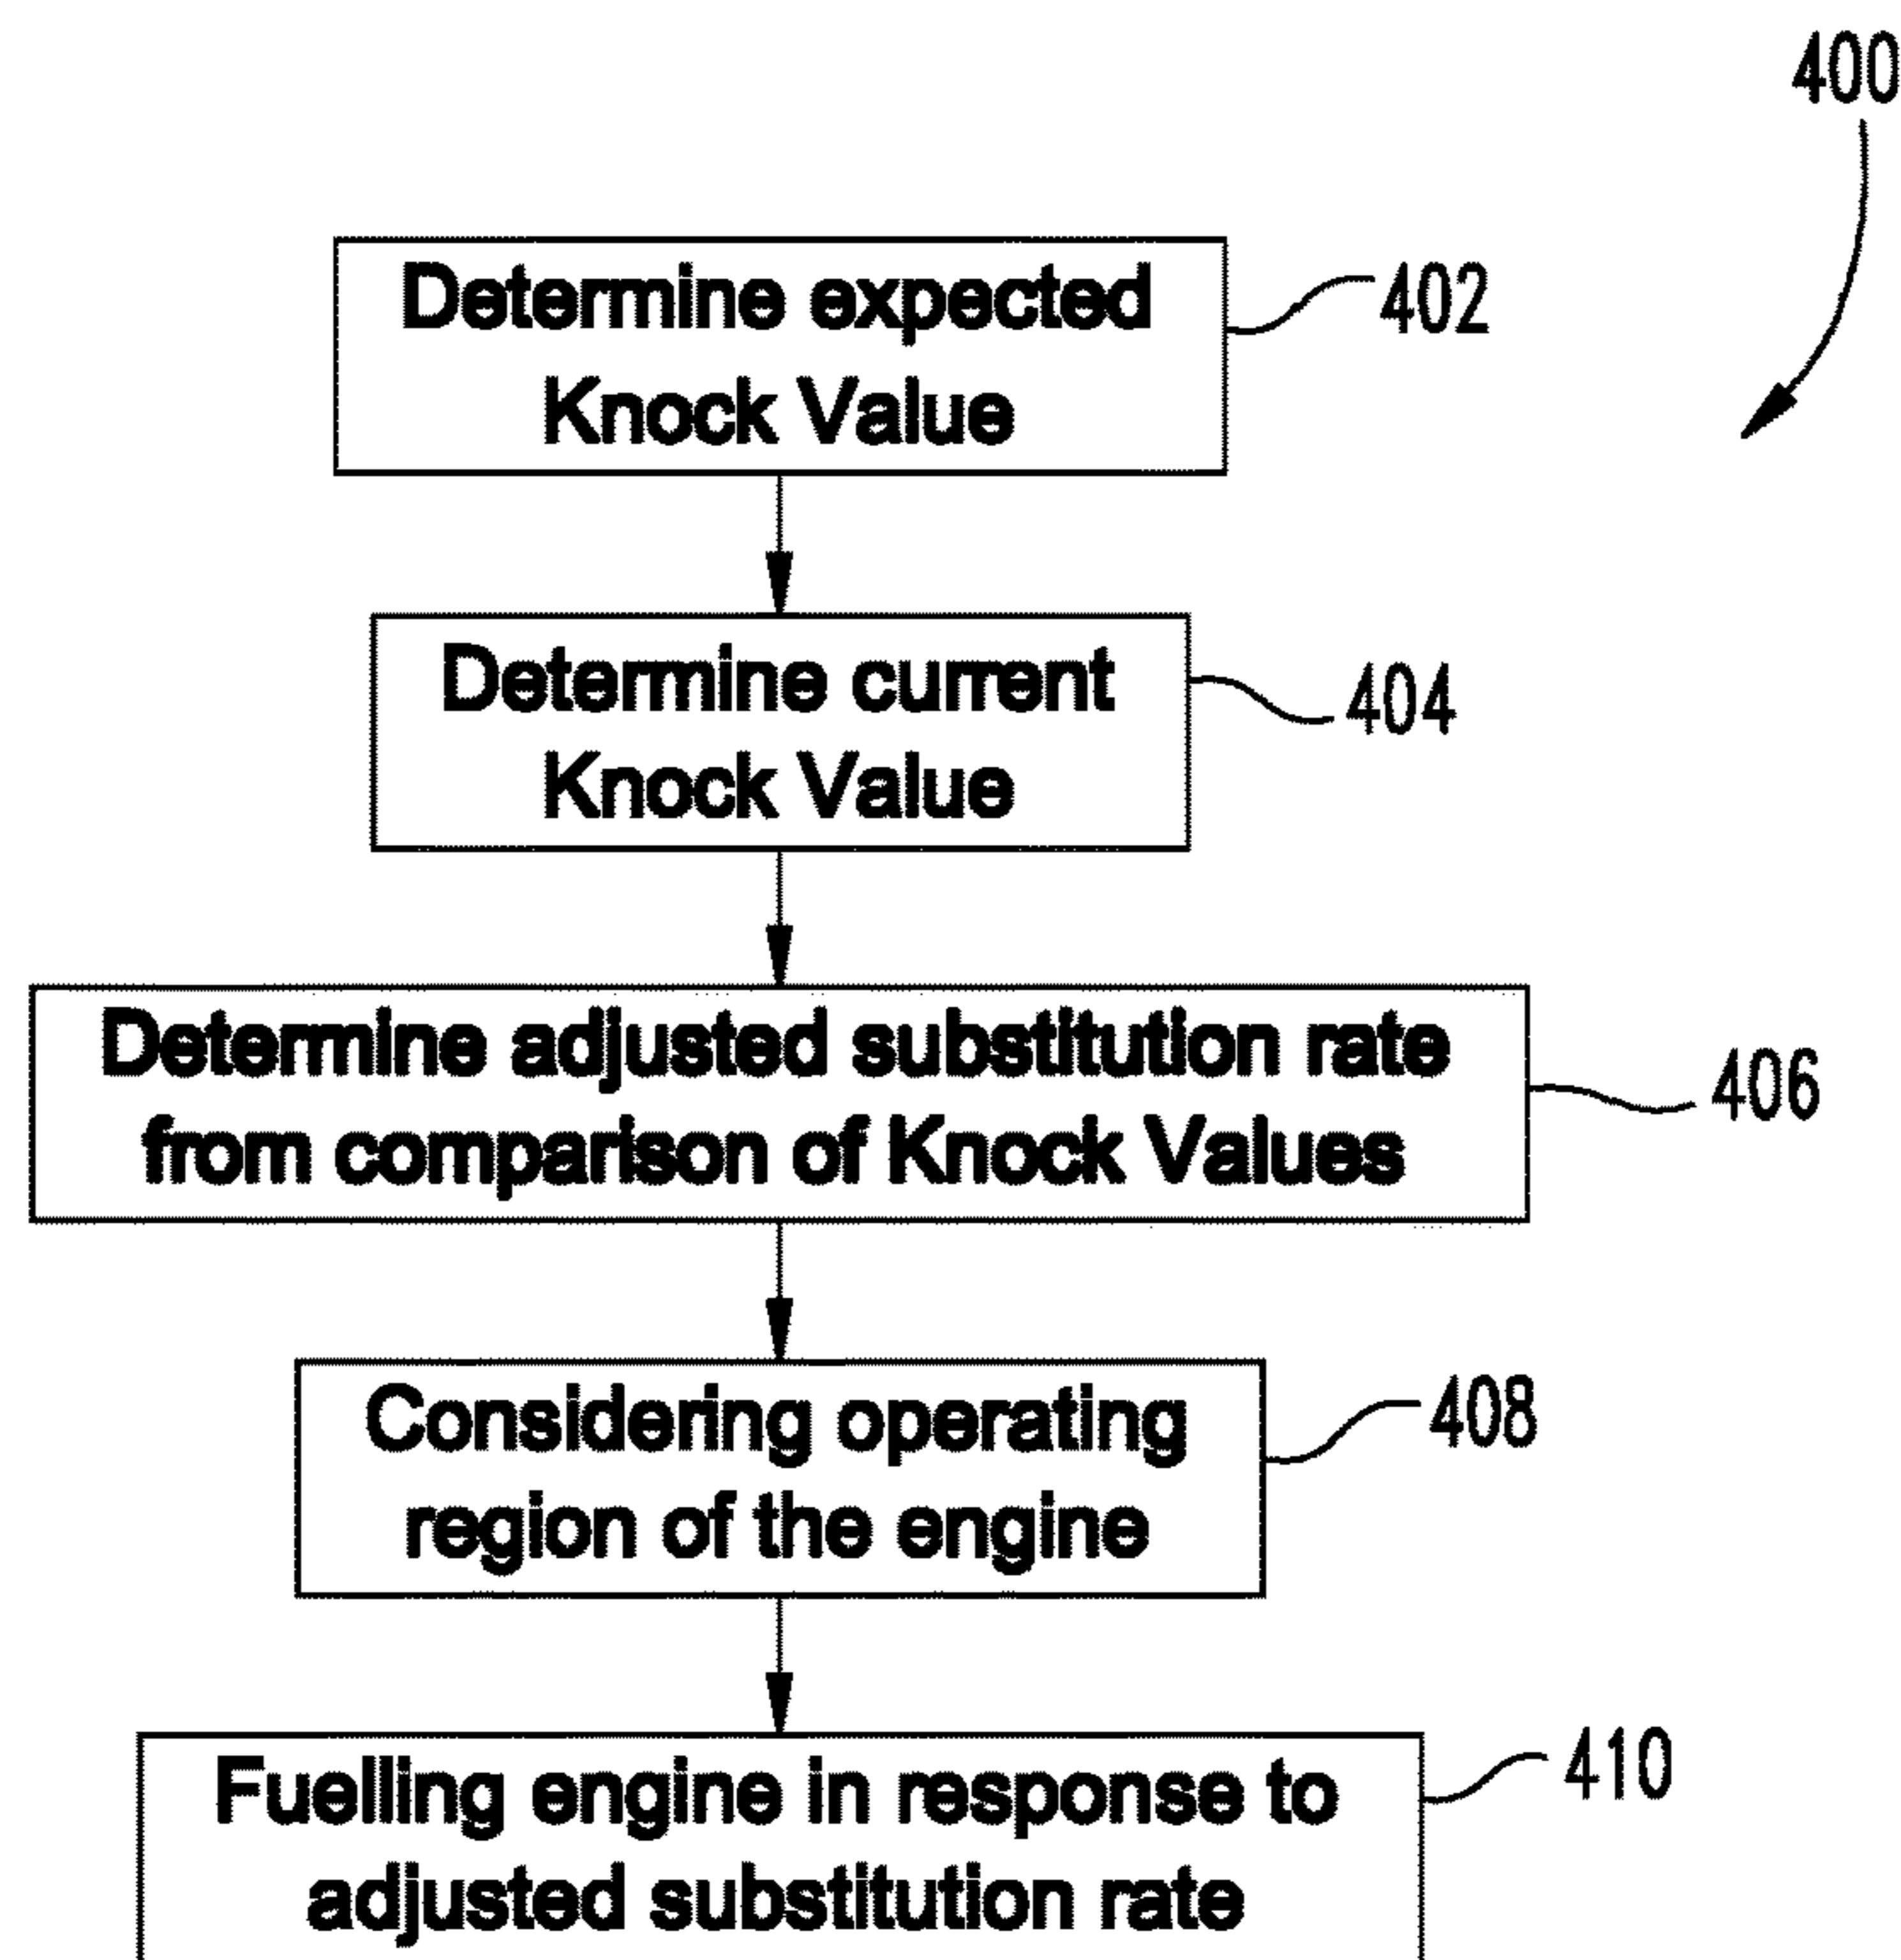 400
Determine expected
Knock Value
402
Determine current
Knock Value
404
Determine adjusted substitution rate
from comparison of Knock Values
406
Considering operating
region of the engine
408
Fuelling engine in response to
adjusted substitution rate
410